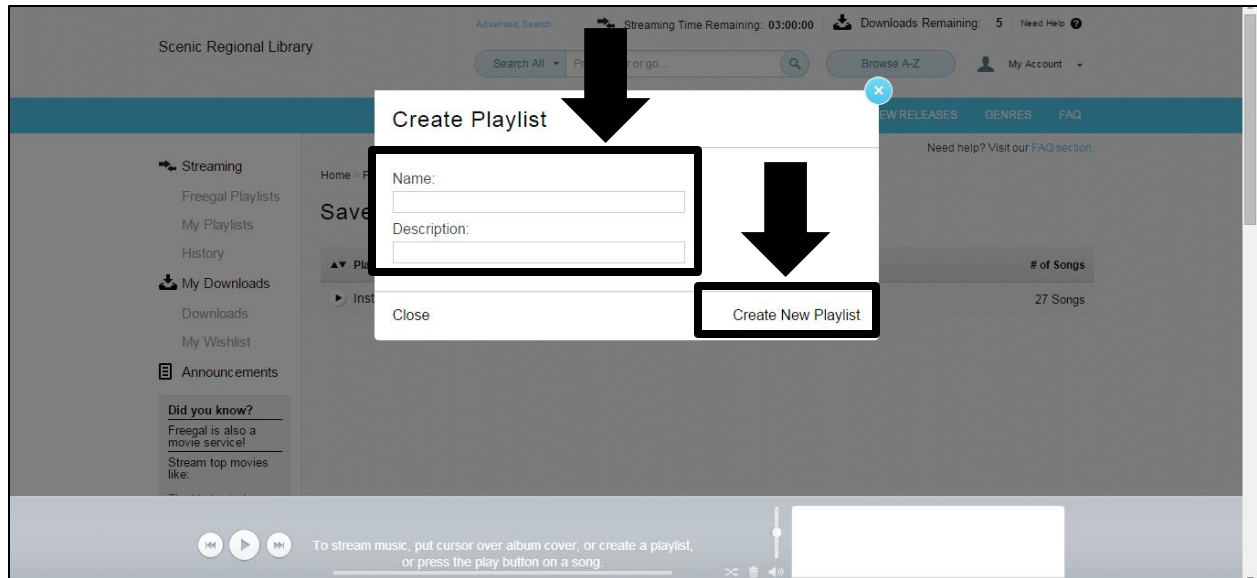 Advanced Search
Streaming Time Remaining: 03:00:00
Downloads Remaining: 5
Need Help
Scenic Regional Library
Search All
or go...
Browse A-Z
My Account
Create Playlist
RELEASES
GENRES
FAQ
Need help? Visit our FAQ section
Streaming
Home
Name:
Freegal Playlists
Save
My Playlists
Description:
History
# of Songs
My Downloads
27 Songs
Downloads
Close
Create New Playlist
My Wishlist
Announcements
Did you know?
Freegal is also a
movie service!
Stream top movies
like:
To stream music, put cursor over album cover, or create a playlist,
or press the play button on a song.